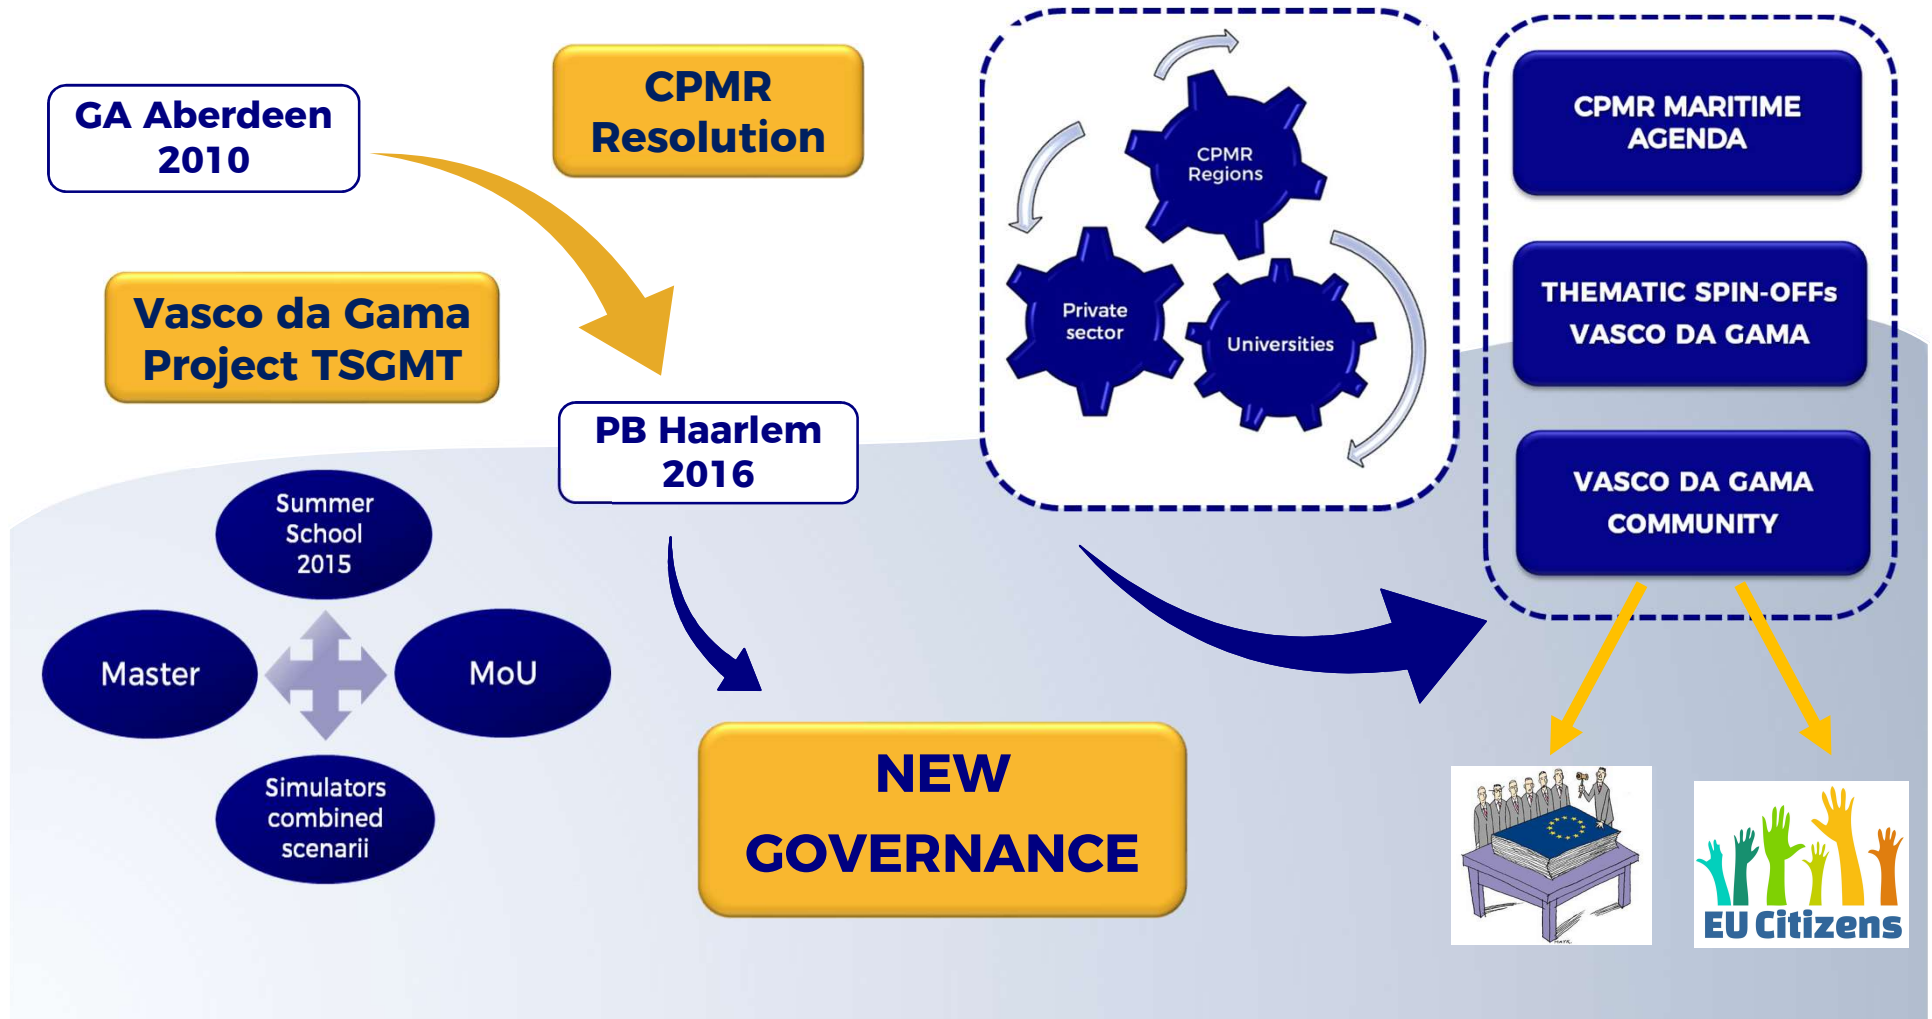 GA Aberdeen
2010
CPMR
Resolution
Vasco da Gama
Project TSGMT
PB Haarlem
2016
Summer
School
2015
Master
MoU
Simulators
combined
scenarii
NEW
GOVERNANCE
CPMR
Regions
Private
sector
Universities
CPMR MARITIME
AGENDA
THEMATIC SPIN-OFFs
VASCO DA GAMA
VASCO DA GAMA
COMMUNITY
EU Citizens